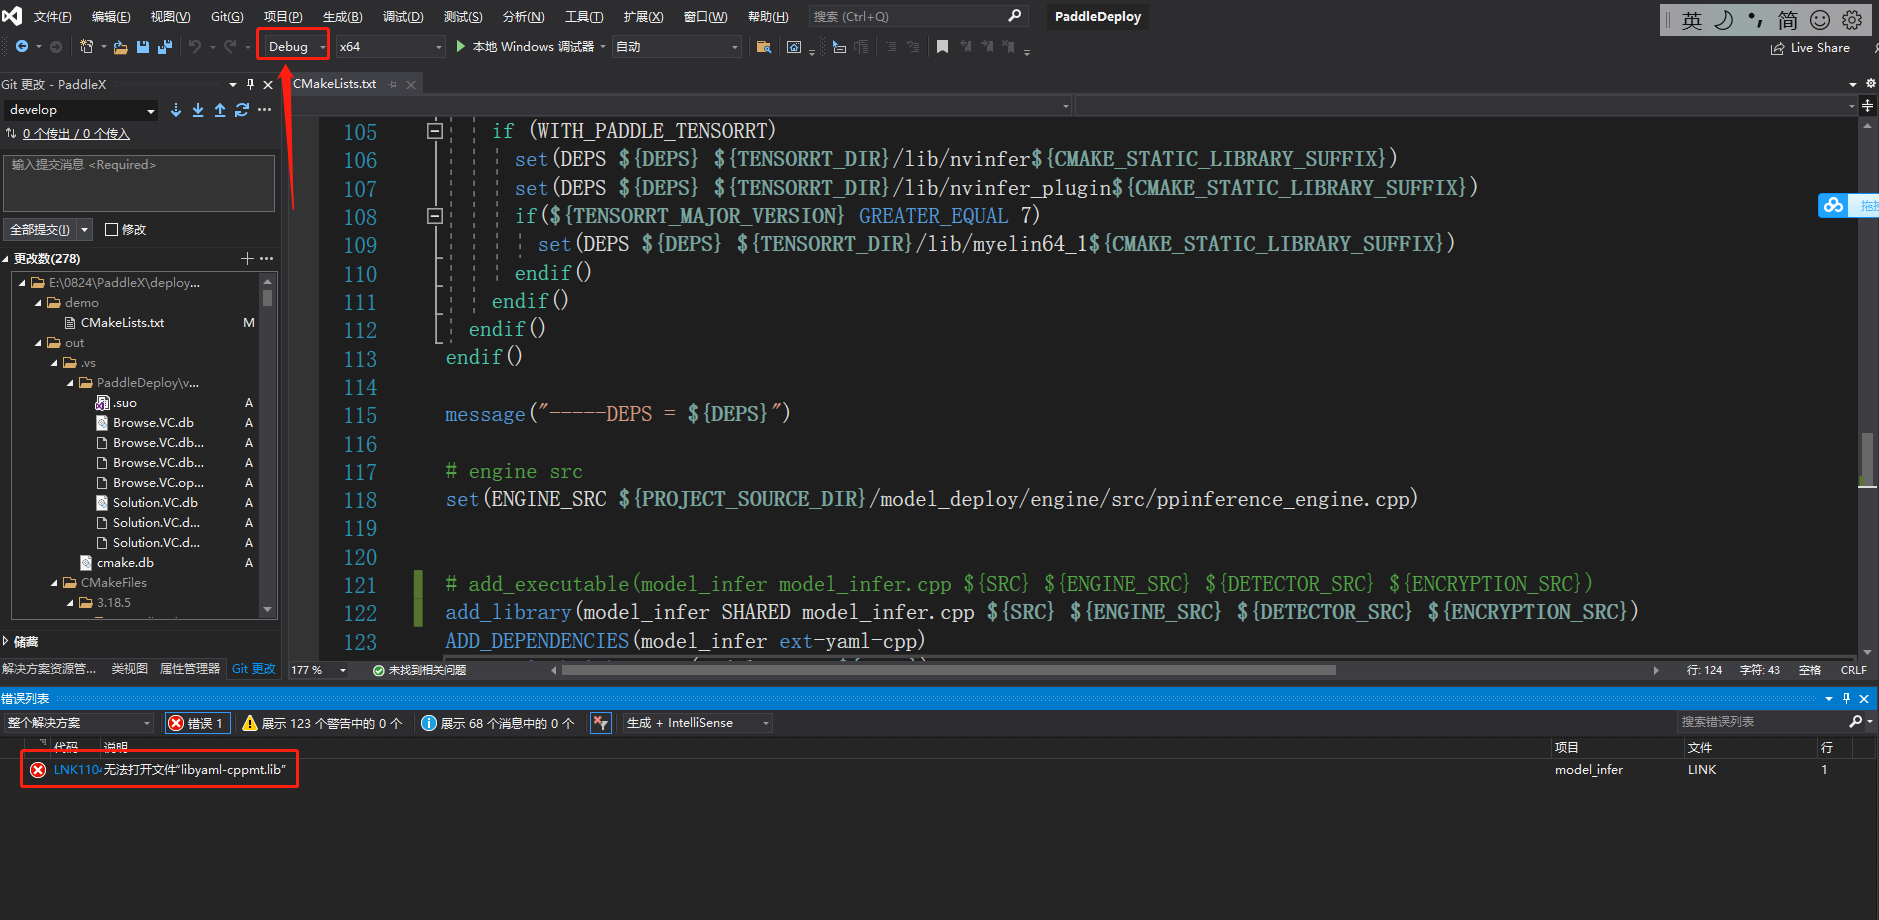 文件(F) 编辑(E) 视图(V) Git(G) 项目(P) 生成(B) 调试(D) 测试(S) 分析(N) 工具(T) 扩展(X) 窗口(W) 帮助(H) 搜索 (Ctrl+Q) PaddleDeploy
英 简
Debug x64 本地 Windows 调试器 自动
Live Share
Git 更改 - PaddleX
CMakeLists.txt
develop
0 个传出 / 0 个传入
输入提交消息 <Required>
全部提交(I) 修改
更改数(278)
E:\0824\PaddleX\deploy...
demo
CMakeLists.txt M
out
.vs
PaddleDeploy\v...
.suo A
Browse.VC.db A
Browse.VC.db... A
Browse.VC.db... A
Browse.VC.op... A
Solution.VC.db A
Solution.VC.d... A
Solution.VC.d... A
cmake.db A
CMakeFiles
3.18.5
储藏
解决方案资源管... 类视图 属性管理器 Git 更改
105 if (WITH_PADDLE_TENSORRT)
106 set(DEPS ${DEPS} ${TENSORRT_DIR}/lib/nvinfer${CMAKE_STATIC_LIBRARY_SUFFIX})
107 set(DEPS ${DEPS} ${TENSORRT_DIR}/lib/nvinfer_plugin${CMAKE_STATIC_LIBRARY_SUFFIX})
108 if(${TENSORRT_MAJOR_VERSION} GREATER_EQUAL 7)
109 set(DEPS ${DEPS} ${TENSORRT_DIR}/lib/myelin64_1${CMAKE_STATIC_LIBRARY_SUFFIX})
110 endif()
111 endif()
112 endif()
113 endif()
114
115 message("-----DEPS = ${DEPS}")
116
117 # engine src
118 set(ENGINE_SRC ${PROJECT_SOURCE_DIR}/model_deploy/engine/src/ppinference_engine.cpp)
119
120
121 # add_executable(model_infer model_infer.cpp ${SRC} ${ENGINE_SRC} ${DETECTOR_SRC} ${ENCRYPTION_SRC})
122 add_library(model_infer SHARED model_infer.cpp ${SRC} ${ENGINE_SRC} ${DETECTOR_SRC} ${ENCRYPTION_SRC})
123 ADD_DEPENDENCIES(model_infer ext-yaml-cpp)
177 % 未找到相关问题 行: 124 字符: 43 空格 CRLF
错误列表
整个解决方案 错误 1 展示 123 个警告中的 0 个 展示 68 个消息中的 0 个 生成 + IntelliSense 搜索错误列表
代码 说明 项目 文件 行
LNK1104 无法打开文件“libyaml-cppmt.lib” model_infer LINK 1